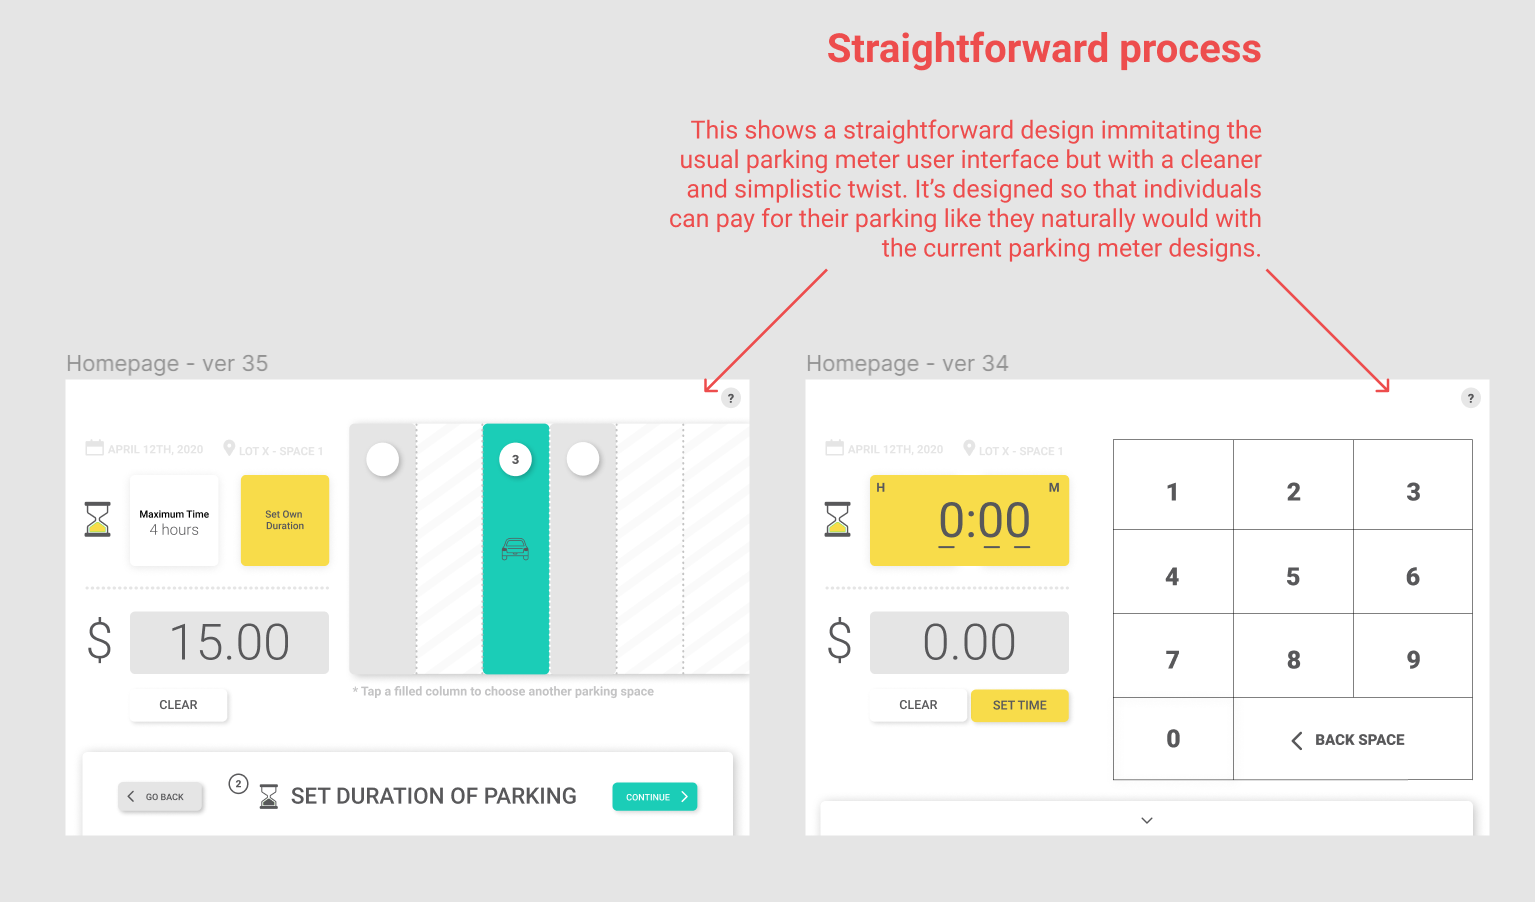 Straightforward process
This shows a straightforward design immitating the
usual parking meter user interface but with a cleaner
and simplistic twist. It's designed so that individuals
can pay for their parking like they naturally would with
the current parking meter designs.
Homepage - ver 35
?
APRIL 12TH, 2020
LOT X - SPACE 1
Maximum Time
4 hours
Set Own
Duration
3
$
15.00
CLEAR
* Tap a filled column to choose another parking space
GO BACK
2
SET DURATION OF PARKING
CONTINUE
Homepage - ver 34
?
APRIL 12TH, 2020
LOT X - SPACE 1
H
M
0:00
$
0.00
CLEAR
SET TIME
1
2
3
4
5
6
7
8
9
0
BACK SPACE